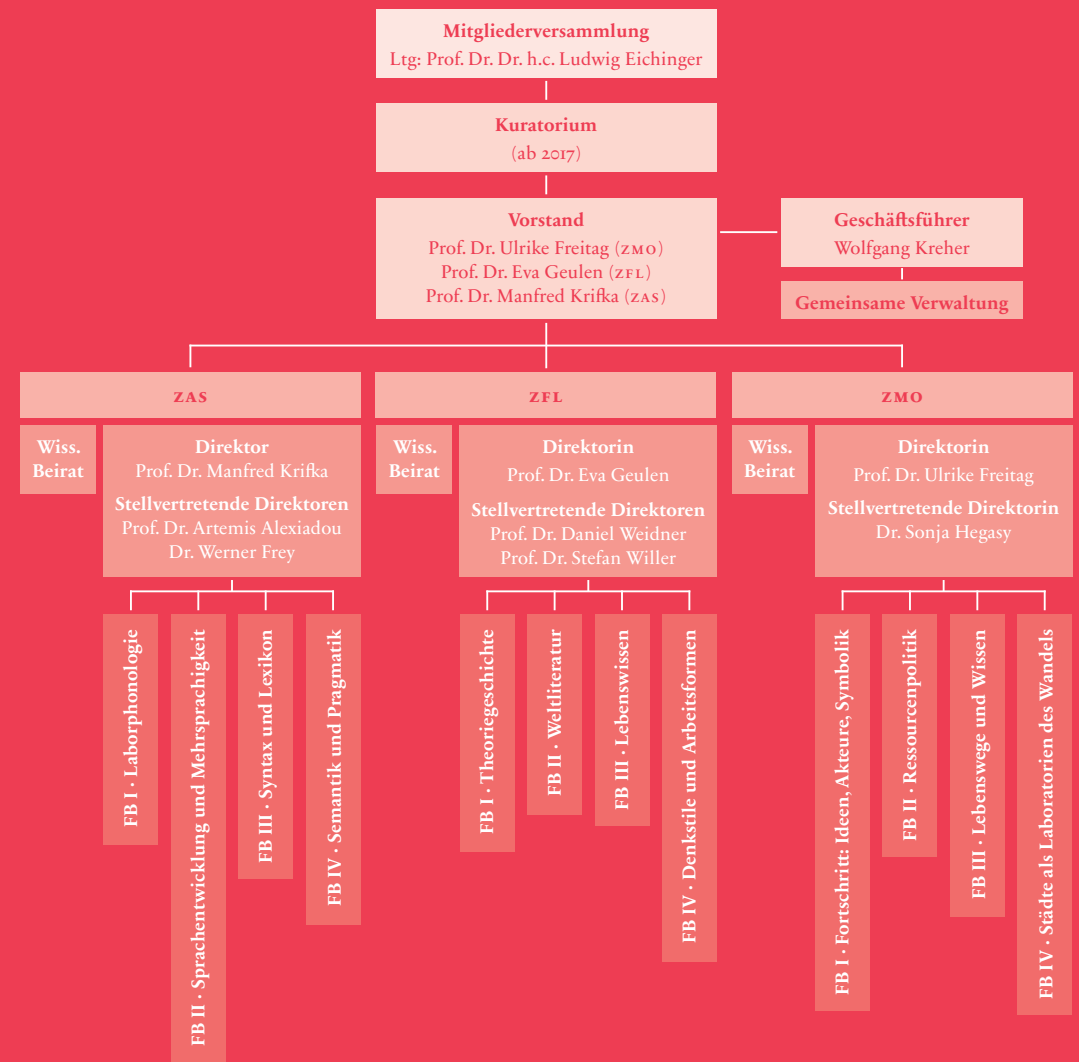 Mitgliederversammlung
Ltg: Prof. Dr. Dr. h.c. Ludwig Eichinger
Kuratorium
(ab 2017)
Vorstand
Prof. Dr. Ulrike Freitag (ZMO)
Prof. Dr. Eva Geulen (ZFL)
Prof. Dr. Manfred Krifka (ZAS)
Geschäftsführer
Wolfgang Kreher
Gemeinsame Verwaltung
ZAS
Wiss.
Beirat
Direktor
Prof. Dr. Manfred Krifka
Stellvertretende Direktoren
Prof. Dr. Artemis Alexiadou
Dr. Werner Frey
FB I · Laborphonologie
FB II · Sprachentwicklung und Mehrsprachigkeit
FB III · Syntax und Lexikon
FB IV · Semantik und Pragmatik
ZFL
Wiss.
Beirat
Direktorin
Prof. Dr. Eva Geulen
Stellvertretende Direktoren
Prof. Dr. Daniel Weidner
Prof. Dr. Stefan Willer
FB I · Theoriegeschichte
FB II · Weltliteratur
FB III · Lebenswissen
FB IV · Denkstile und Arbeitsformen
ZMO
Wiss.
Beirat
Direktorin
Prof. Dr. Ulrike Freitag
Stellvertretende Direktorin
Dr. Sonja Hegasy
FB I · Fortschritt: Ideen, Akteure, Symbolik
FB II · Ressourcenpolitik
FB III · Lebenswege und Wissen
FB IV · Städte als Laboratorien des Wandels